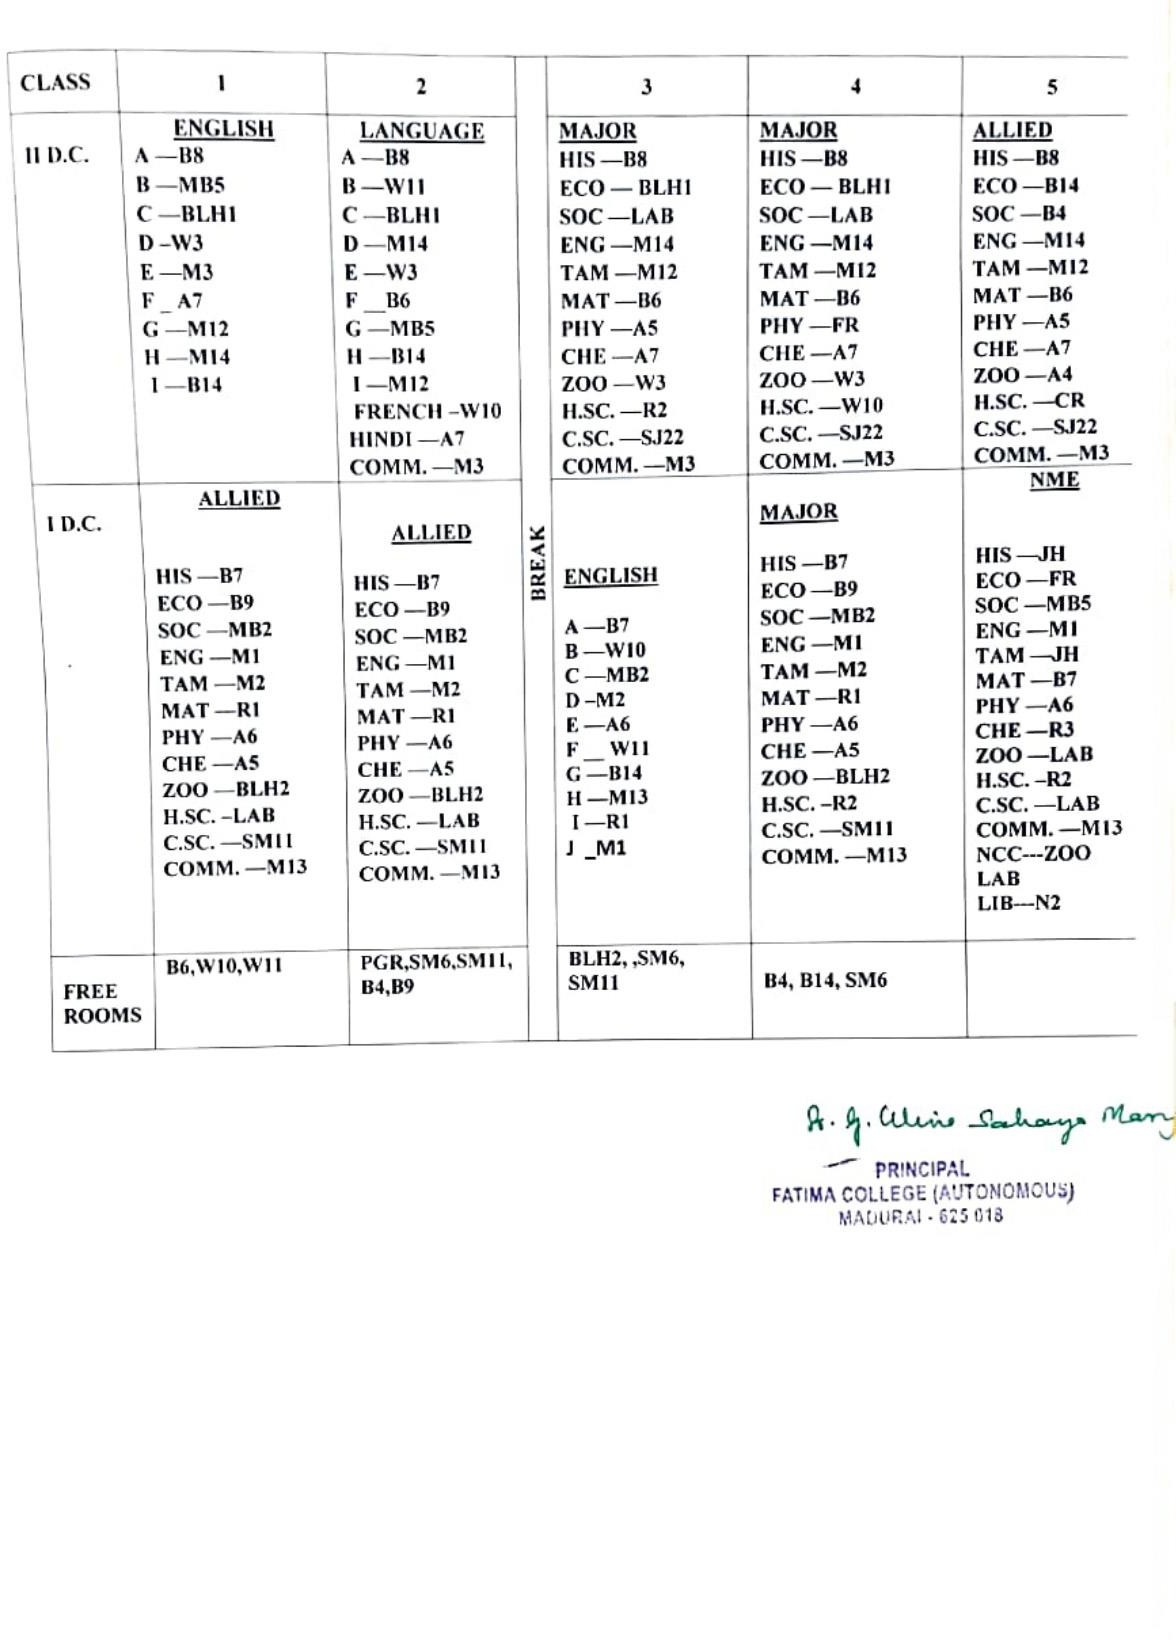 CLASS
1
2
3
4
5
II D.C.
ENGLISH
A —B8
B —MB5
C —BLH1
D –W3
E —M3
F _ A7
G —M12
H —M14
I —B14
LANGUAGE
A —B8
B —W11
C —BLH1
D —M14
E —W3
F __B6
G —MB5
H —B14
I —M12
FRENCH –W10
HINDI —A7
COMM. —M3
BREAK
MAJOR
HIS —B8
ECO — BLH1
SOC —LAB
ENG —M14
TAM —M12
MAT —B6
PHY —A5
CHE —A7
ZOO —W3
H.SC. —R2
C.SC. —SJ22
COMM. —M3
MAJOR
HIS —B8
ECO — BLH1
SOC —LAB
ENG —M14
TAM —M12
MAT —B6
PHY —FR
CHE —A7
ZOO —W3
H.SC. —W10
C.SC. —SJ22
COMM. —M3
ALLIED
HIS —B8
ECO —B14
SOC —B4
ENG —M14
TAM —M12
MAT —B6
PHY —A5
CHE —A7
ZOO —A4
H.SC. —CR
C.SC. —SJ22
COMM. —M3
I D.C.
ALLIED
HIS —B7
ECO —B9
SOC —MB2
ENG —M1
TAM —M2
MAT —R1
PHY —A6
CHE —A5
ZOO —BLH2
H.SC. –LAB
C.SC. —SM11
COMM. —M13
ALLIED
HIS —B7
ECO —B9
SOC —MB2
ENG —M1
TAM —M2
MAT —R1
PHY —A6
CHE —A5
ZOO —BLH2
H.SC. —LAB
C.SC. —SM11
COMM. —M13
ENGLISH
A —B7
B —W10
C —MB2
D –M2
E —A6
F __ W11
G —B14
H —M13
I —R1
J _M1
MAJOR
HIS —B7
ECO —B9
SOC —MB2
ENG —M1
TAM —M2
MAT —R1
PHY —A6
CHE —A5
ZOO —BLH2
H.SC. –R2
C.SC. —SM11
COMM. —M13
NME
HIS —JH
ECO —FR
SOC —MB5
ENG —M1
TAM —JH
MAT —B7
PHY —A6
CHE —R3
ZOO —LAB
H.SC. –R2
C.SC. —LAB
COMM. —M13
NCC---ZOO
LAB
LIB---N2
FREE
ROOMS
B6,W10,W11
PGR,SM6,SM11,
B4,B9
BLH2, ,SM6,
SM11
B4, B14, SM6
Sahaya Mary
PRINCIPAL
FATIMA COLLEGE (AUTONOMOUS)
MADURAI - 625 018